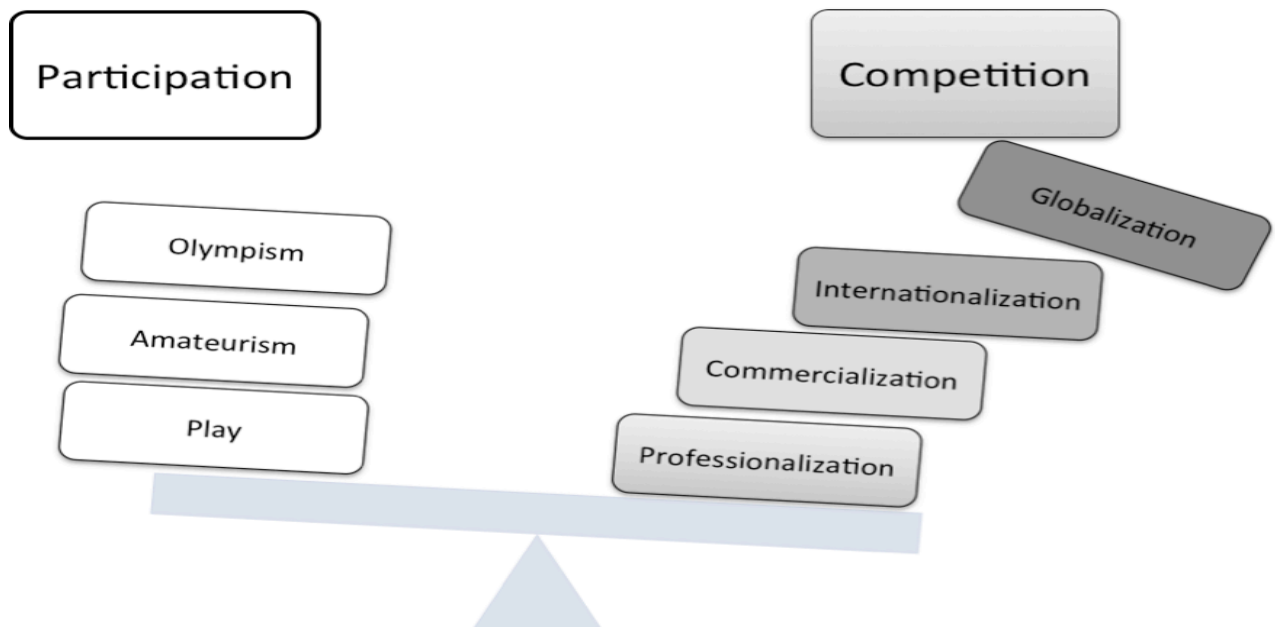 Participation
Competition
Olympism
Amateurism
Play
Globalization
Internationalization
Commercialization
Professionalization